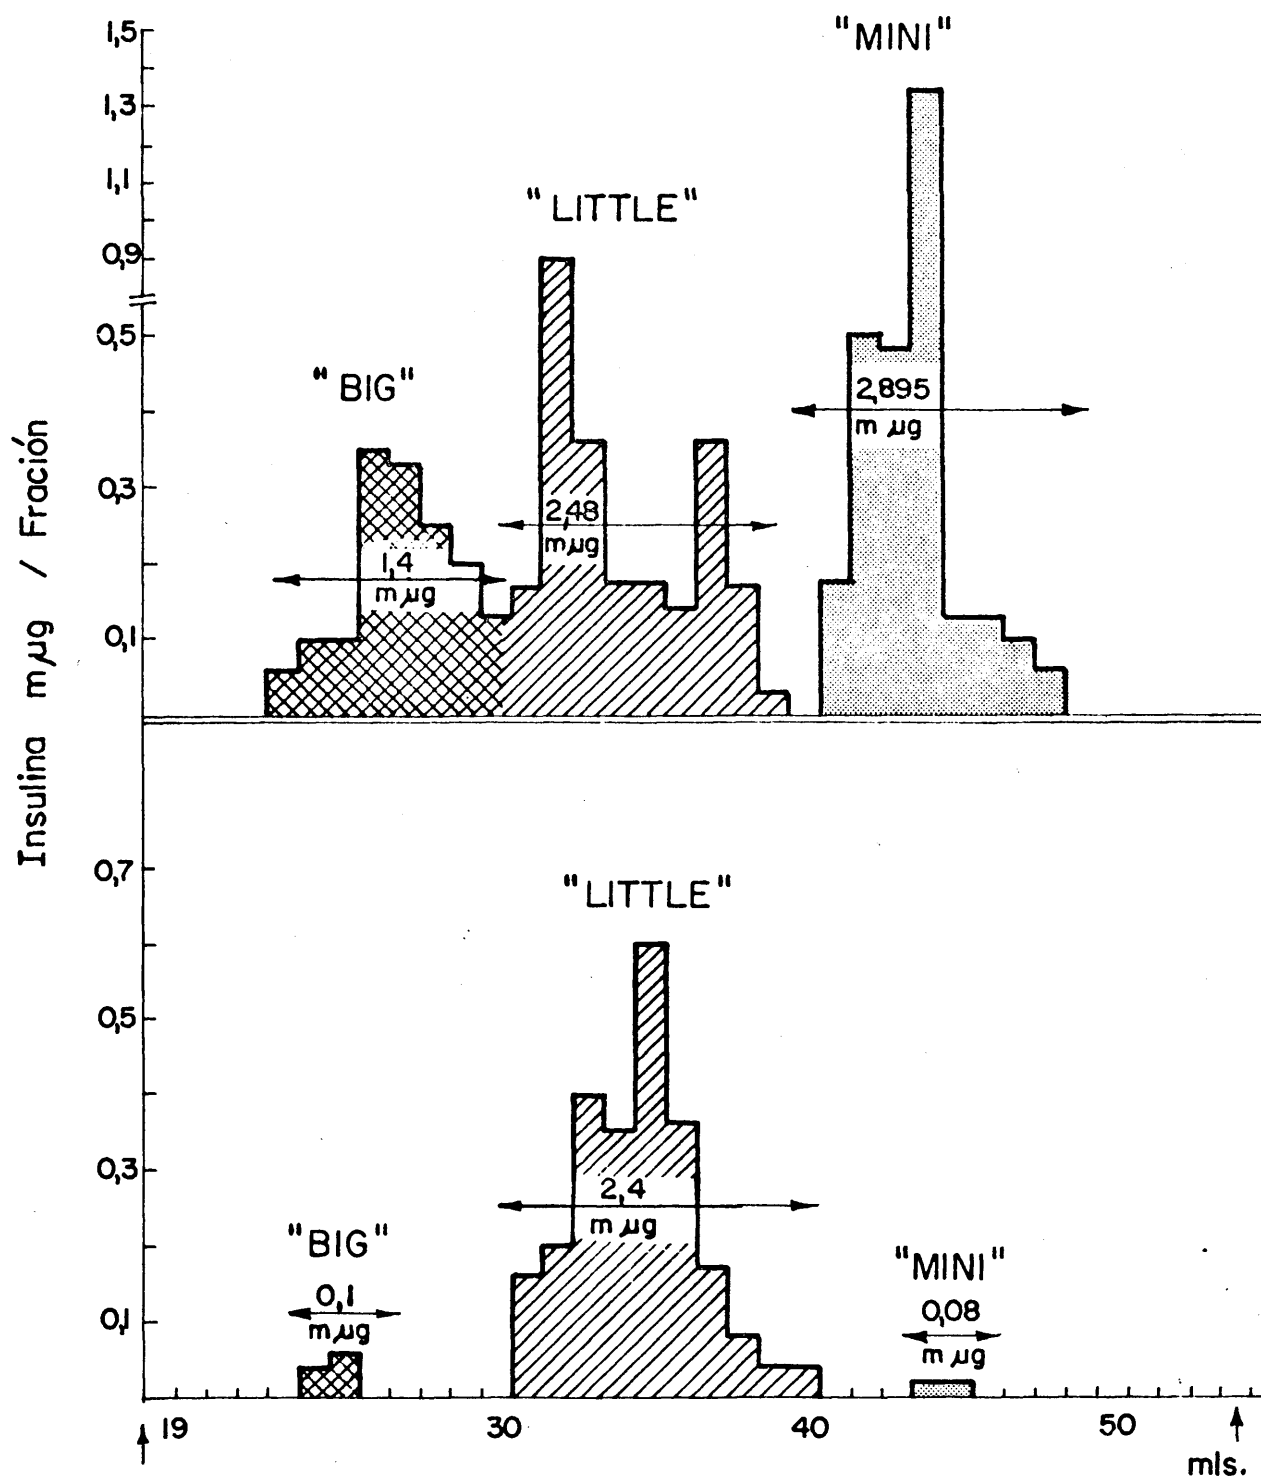 "MINI"
1,5
1,3
1,1
0,9
"LITTLE"
0,5
"BIG"
2,895
m µg
0,3
2,48
mµg
1,4
m µg
0,1
Insulina mµg / Fración
0,7
"LITTLE"
0,5
0,3
2,4
m µg
"BIG"
"MINI"
0,1
0,1
mµg
0,08
m µg
19 30 40 50
mls.